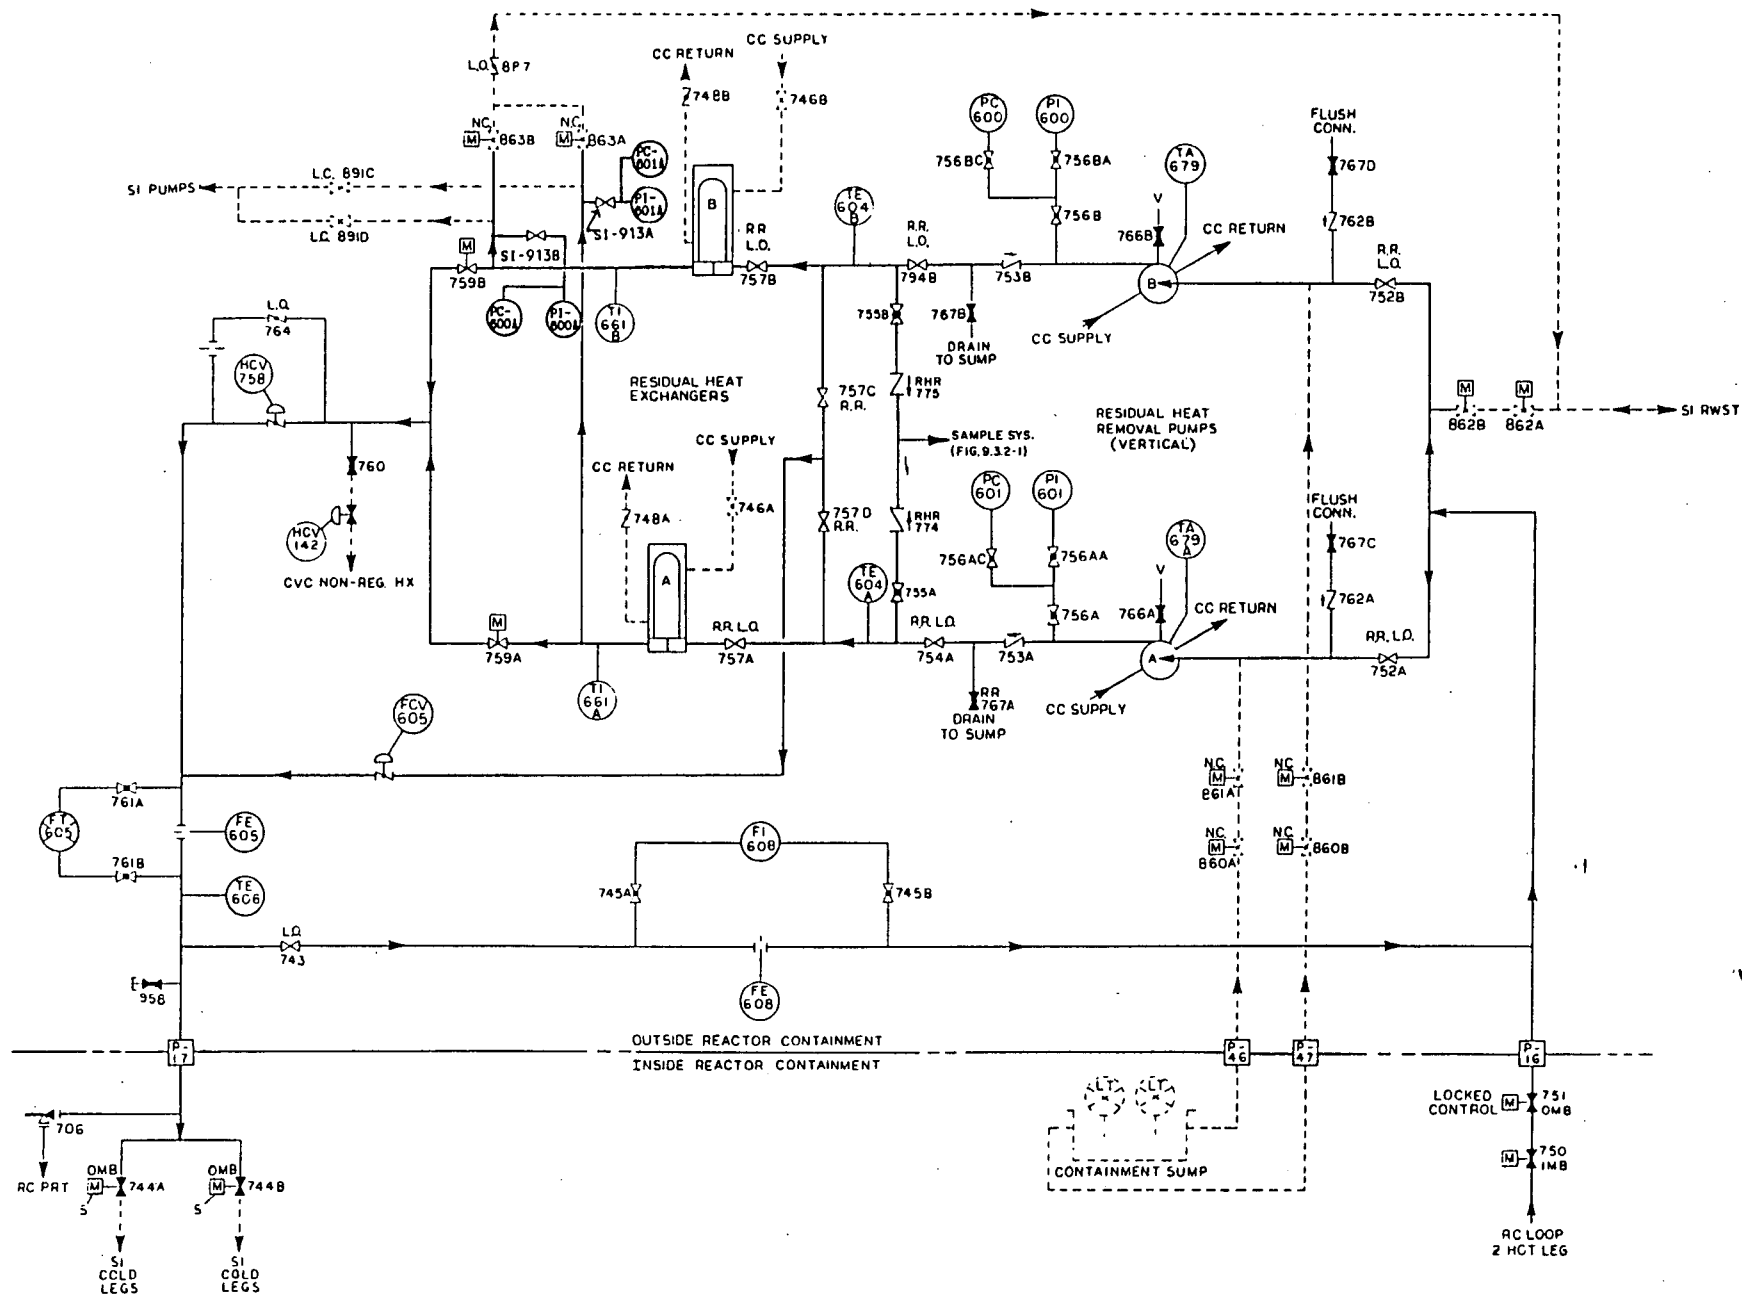 CC SUPPLY
CC RETURN
L.O. 8P7
748B
746B
NC
M
863B
N.C.
M
863A
PC-
601A
PI-
601A
SI-913A
L.C. 891C
SI PUMPS
L.C. 891D
SI-913B
M
759B
PC-
600A
PI-
600A
TI
661
B
B
RR
L.O.
757B
TE
604
B
R.R.
L.O.
794B
753B
PC
600
PI
600
756BC
756BA
756B
TA
679
V
766B
CC RETURN
B
CC SUPPLY
FLUSH
CONN.
767D
762B
R.R.
L.O.
752B
755B
767B
DRAIN
TO SUMP
L.O.
764
HCV
758
RESIDUAL HEAT
EXCHANGERS
757C
R.R.
RHR
775
RESIDUAL HEAT
REMOVAL PUMPS
(VERTICAL)
M
M
862B
862A
SI RWST
760
HCV
142
CVC NON-REG. HX
CC SUPPLY
CC RETURN
748A
746A
SAMPLE SYS.
(FIG. 9.3.2-1)
757D
R.R.
RHR
774
PC
601
PI
601
756AC
756AA
756A
TA
679
A
V
766A
CC RETURN
FLUSH
CONN.
767C
762A
R.R. L.O.
752A
TE
604
A
755A
A
M
759A
R.R. L.O.
757A
R.R. L.O.
754A
753A
A
CC SUPPLY
TI
661
A
RR
767A
DRAIN
TO SUMP
FCV
605
N.C.
M
861A
N.C.
M
861B
761A
FT
605
FE
605
761B
TE
606
FI
608
N.C.
M
860A
N.C.
M
860B
745A
745B
L.O.
743
FE
608
958
OUTSIDE REACTOR CONTAINMENT
INSIDE REACTOR CONTAINMENT
P-
17
P-
46
P-
47
P-
16
LT
LT
LOCKED
CONTROL
M
751
OMB
706
RC PRT
OMB
M
744A
S
OMB
M
744B
S
CONTAINMENT SUMP
M
750
IMB
SI
COLD
LEGS
SI
COLD
LEGS
RC LOOP
2 HOT LEG